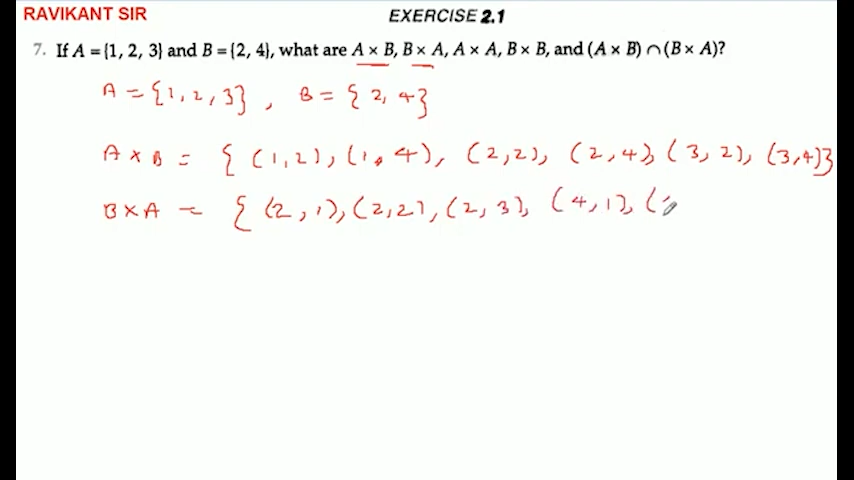 RAVIKANT SIR
EXERCISE 2.1
7. If A = {1, 2, 3} and B = {2, 4}, what are A × B, B × A, A × A, B × B, and (A × B) ∩ (B × A)?
A = {1, 2, 3} , B = { 2, 4}
A × B = { (1, 2), (1, 4), (2, 2), (2, 4), (3, 2), (3, 4)}
B × A = { (2, 1), (2, 2), (2, 3), (4, 1), (